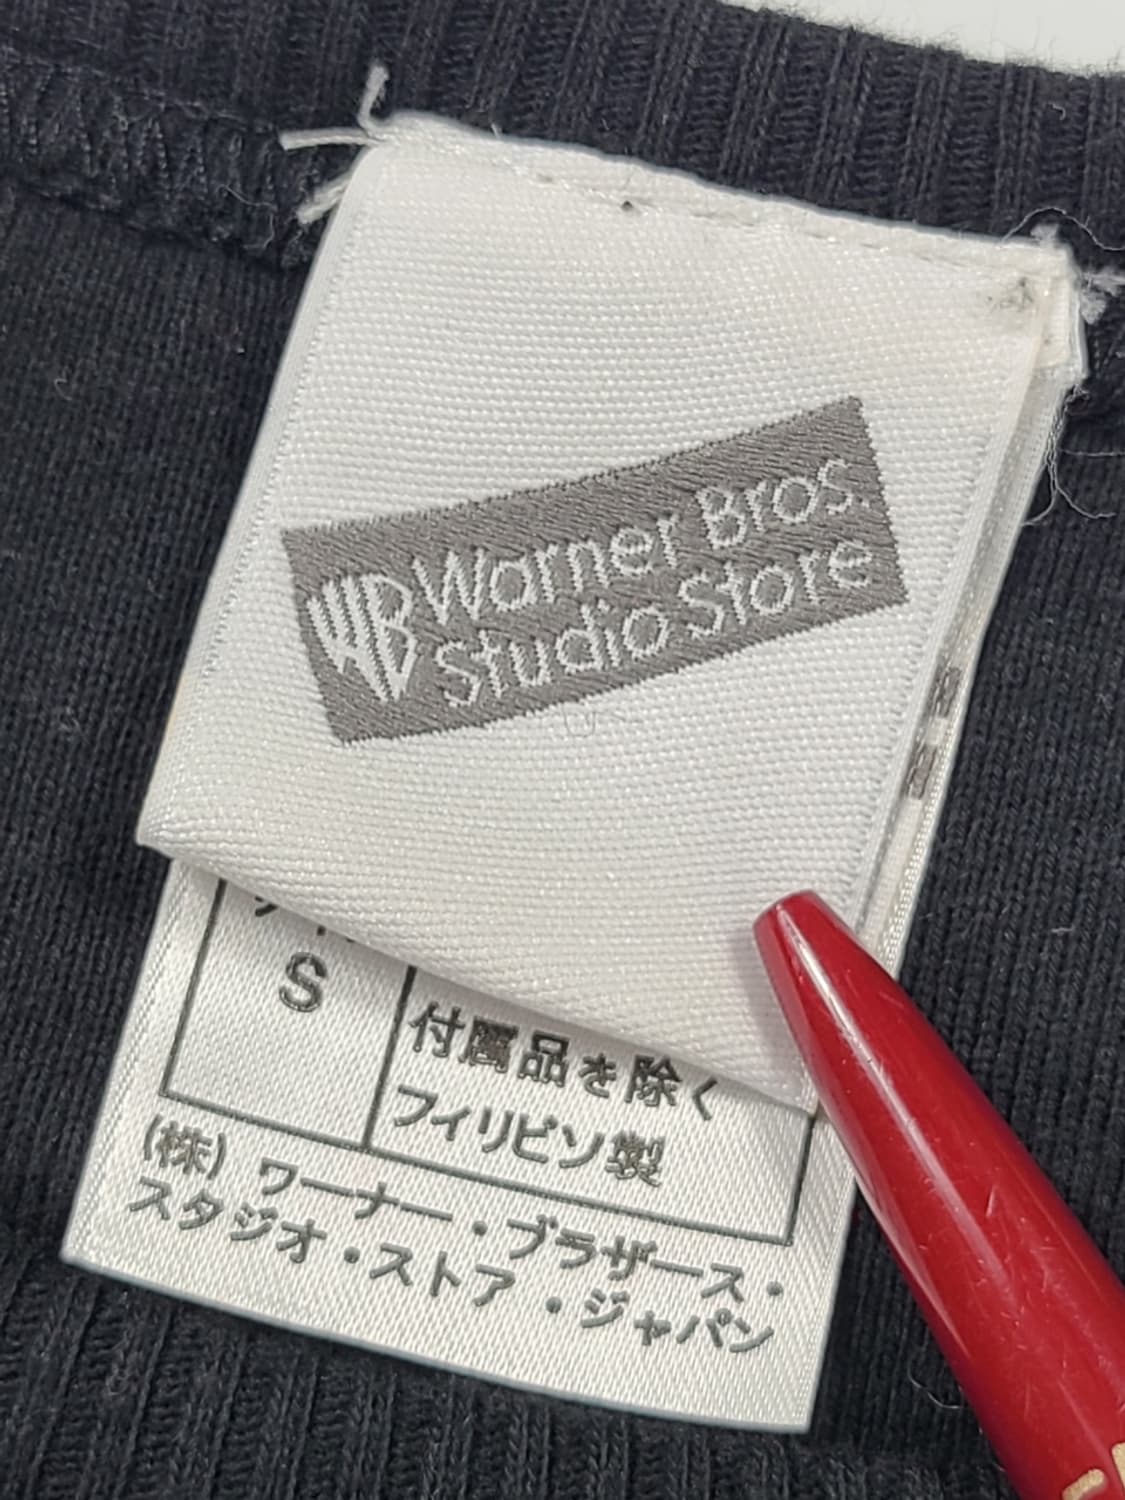 WB Warner Bros.
Studio Store
S
付属品を除く
フィリピン製
(株) ワーナー・ブラザース・
スタジオ・ストア・ジャパン